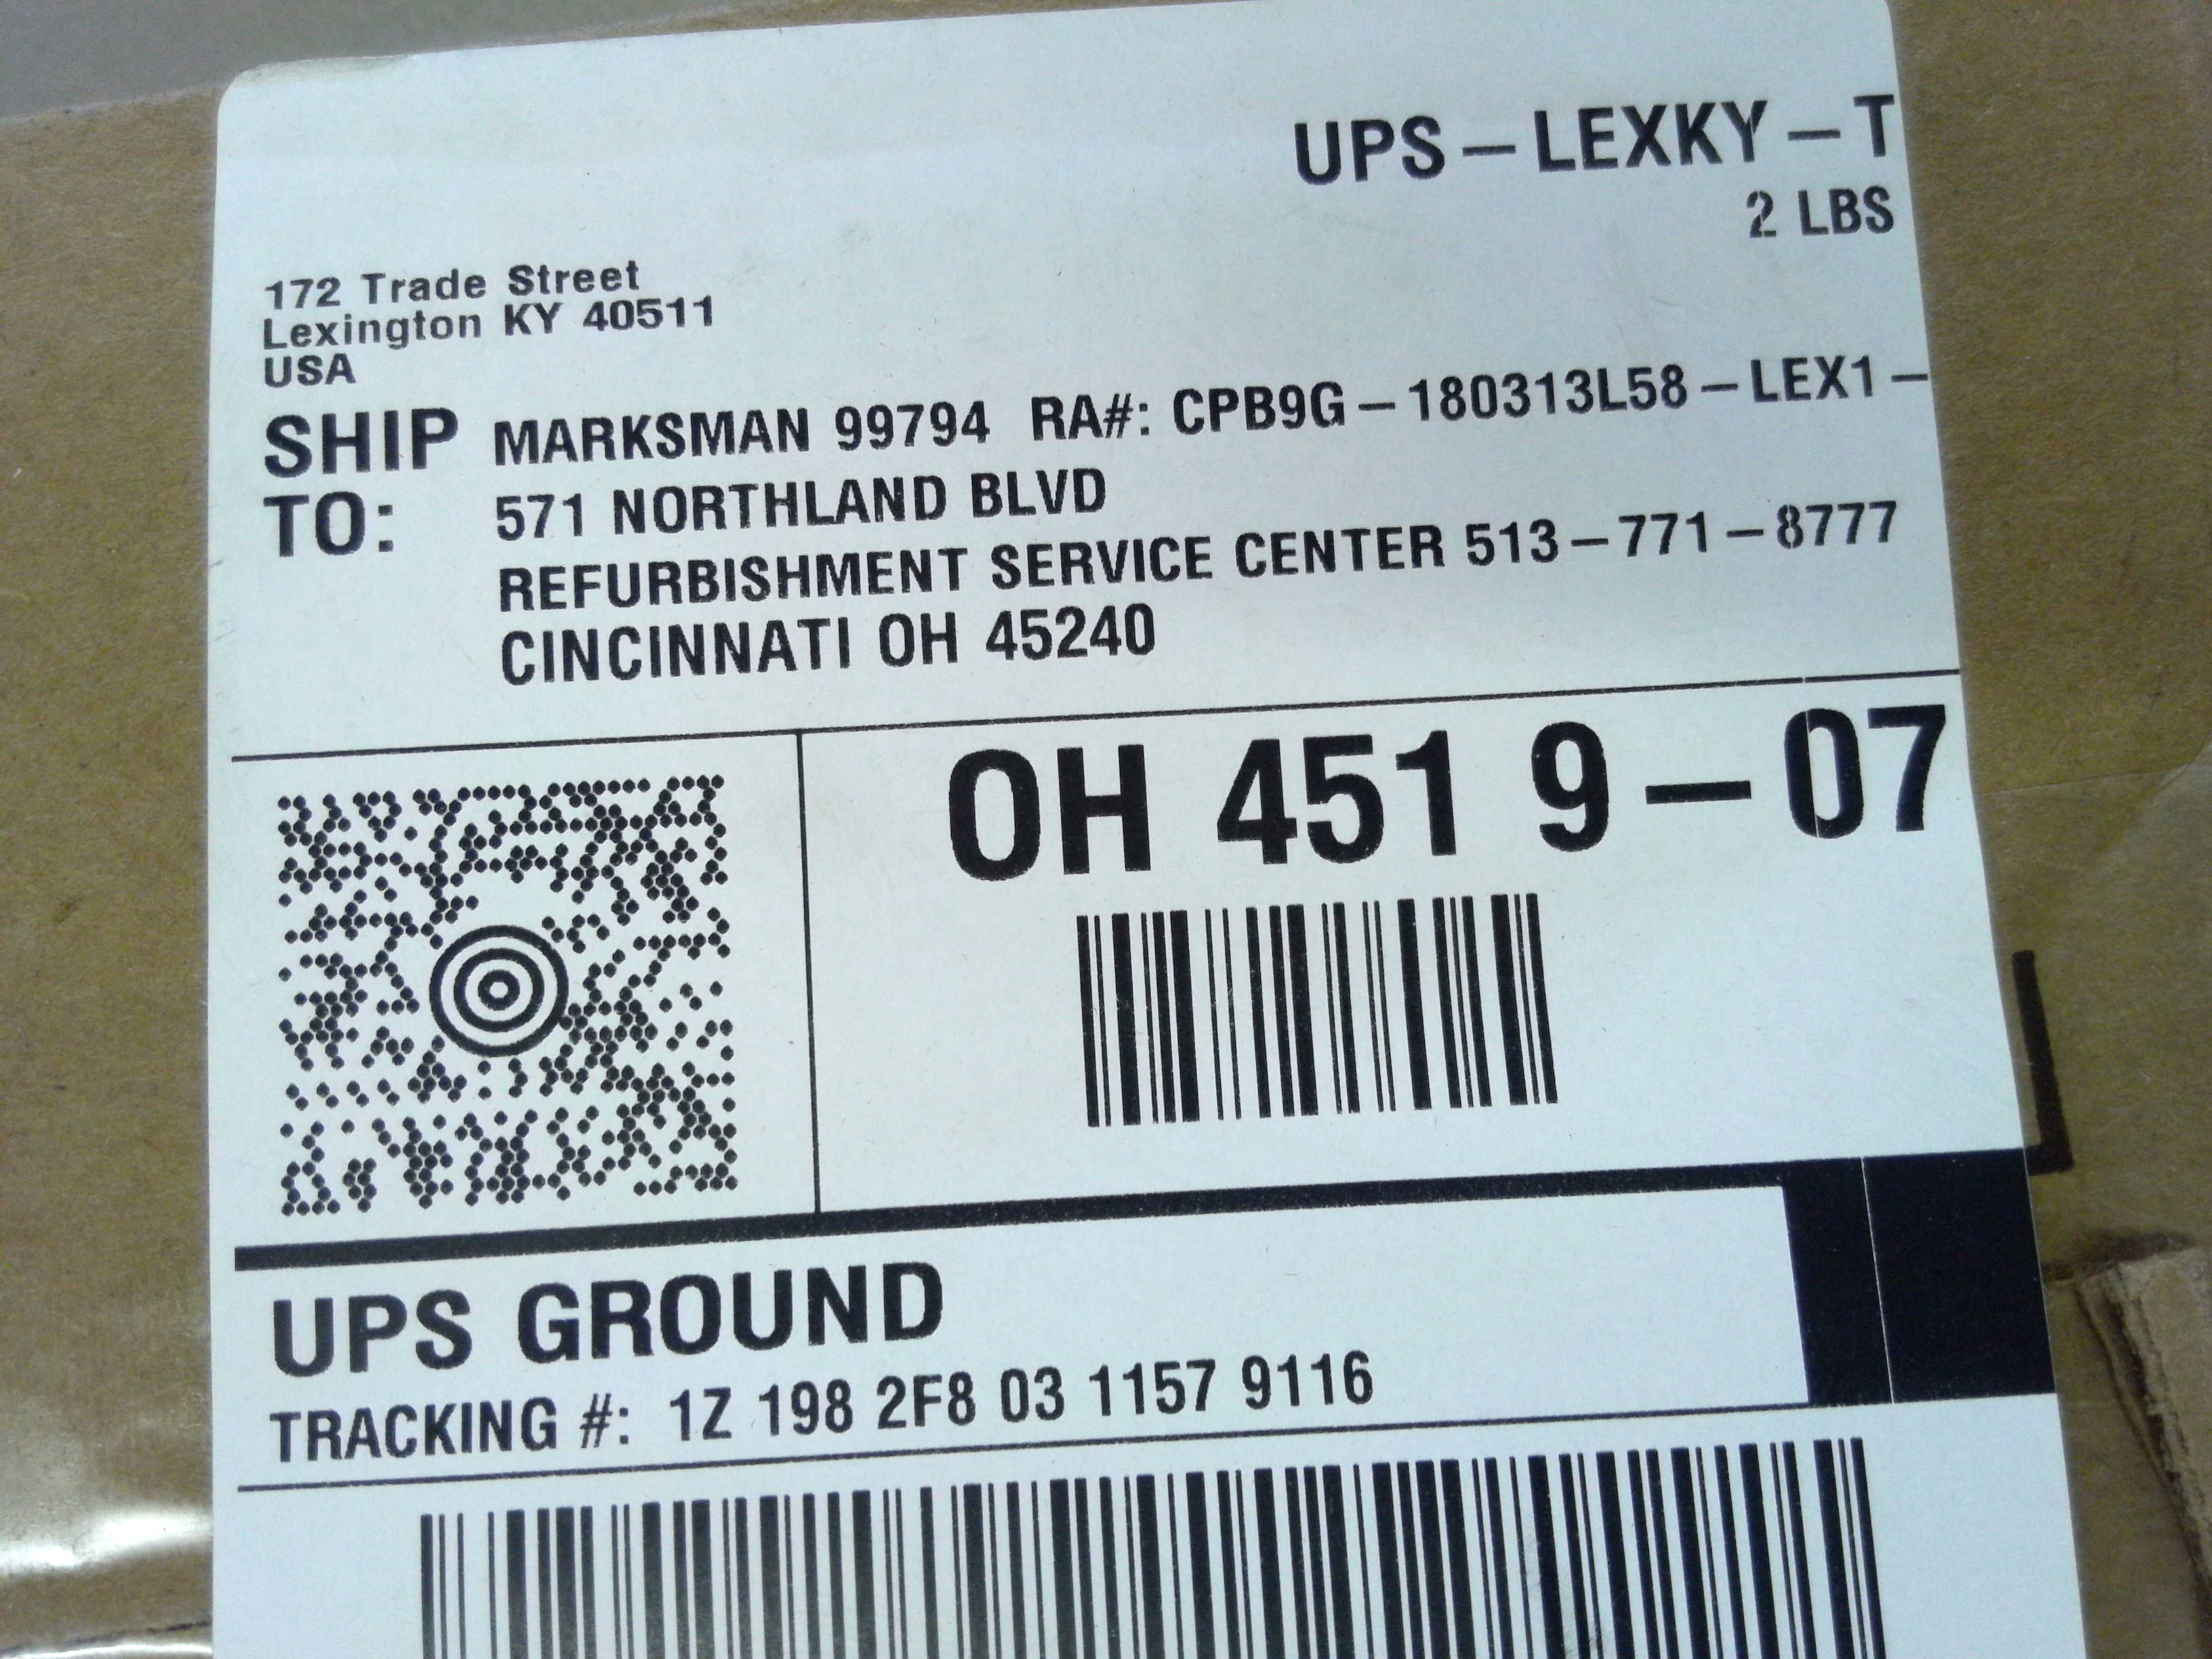 UPS – LEXKY – T
2 LBS
172 Trade Street
Lexington KY 40511
USA
SHIP TO: MARKSMAN 99794 RA#: CPB9G – 180313L58 – LEX1 –
571 NORTHLAND BLVD
REFURBISHMENT SERVICE CENTER 513 – 771 – 8777
CINCINNATI OH 45240
OH 451 9 – 07
UPS GROUND
TRACKING #: 1Z 198 2F8 03 1157 9116